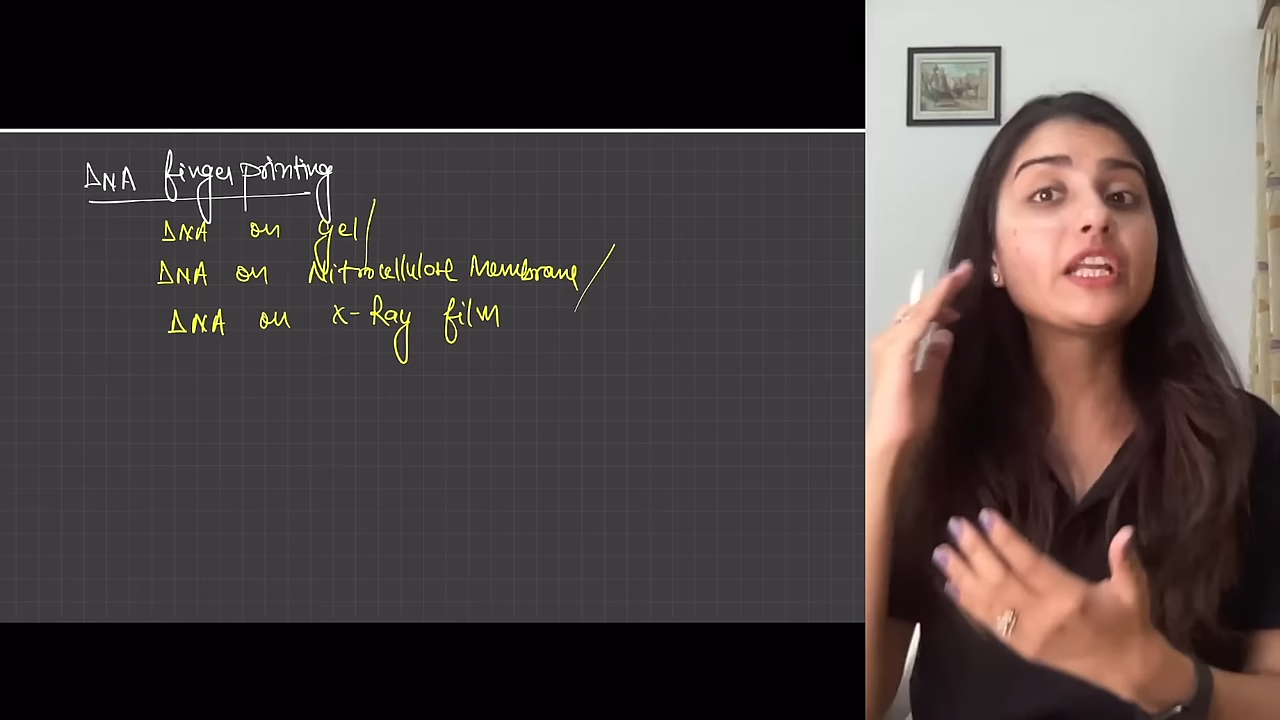 DNA fingerprinting
DNA on gel/
DNA on Nitrocellulose Membrane/
DNA on X-Ray film